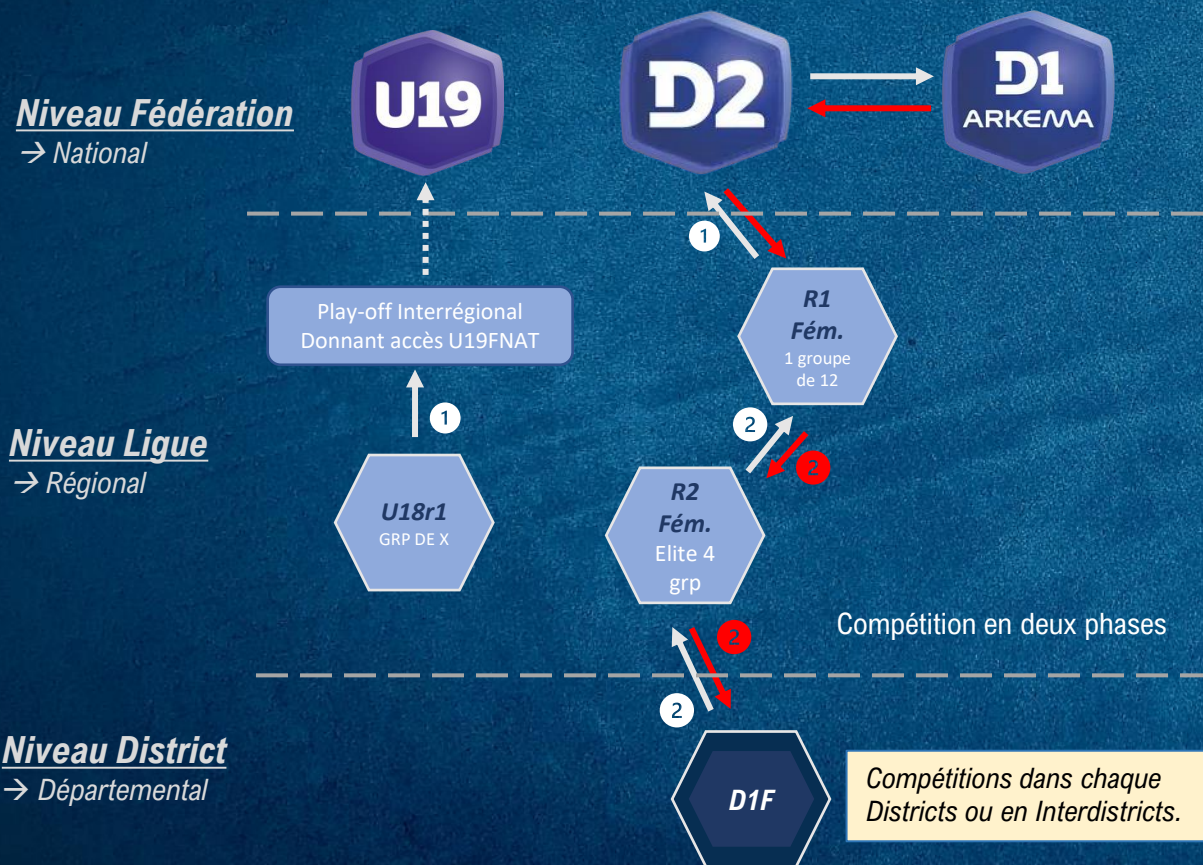 Niveau Fédération
→ National
U19
D2
D1
ARKEMA
1
Play-off Interrégional
Donnant accès U19FNAT
R1
Fém.
1 groupe
de 12
Niveau Ligue
→ Régional
1
2
2
U18r1
GRP DE X
R2
Fém.
Elite 4
grp
Compétition en deux phases
2
2
Niveau District
→ Départemental
D1F
Compétitions dans chaque
Districts ou en Interdistricts.